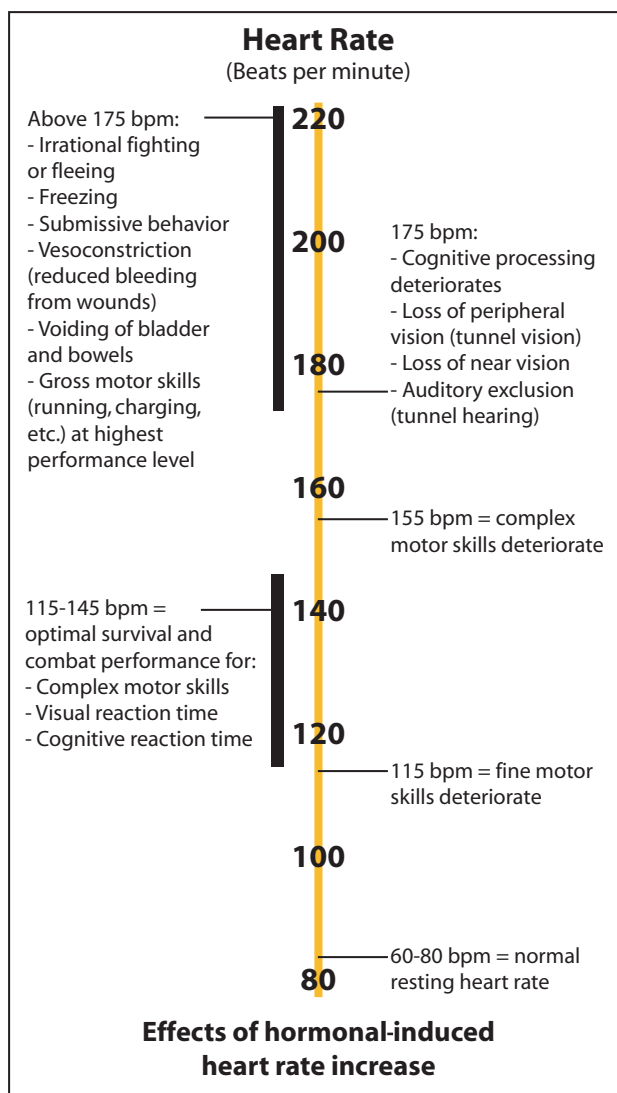 Heart Rate
(Beats per minute)
Above 175 bpm:
- Irrational fighting
or fleeing
- Freezing
- Submissive behavior
- Vesoconstriction
(reduced bleeding
from wounds)
- Voiding of bladder
and bowels
- Gross motor skills
(running, charging,
etc.) at highest
performance level
220
200
180
160
140
120
100
80
175 bpm:
- Cognitive processing
deteriorates
- Loss of peripheral
vision (tunnel vision)
- Loss of near vision
- Auditory exclusion
(tunnel hearing)
155 bpm = complex
motor skills deteriorate
115-145 bpm =
optimal survival and
combat performance for:
- Complex motor skills
- Visual reaction time
- Cognitive reaction time
115 bpm = fine motor
skills deteriorate
60-80 bpm = normal
resting heart rate
Effects of hormonal-induced
heart rate increase